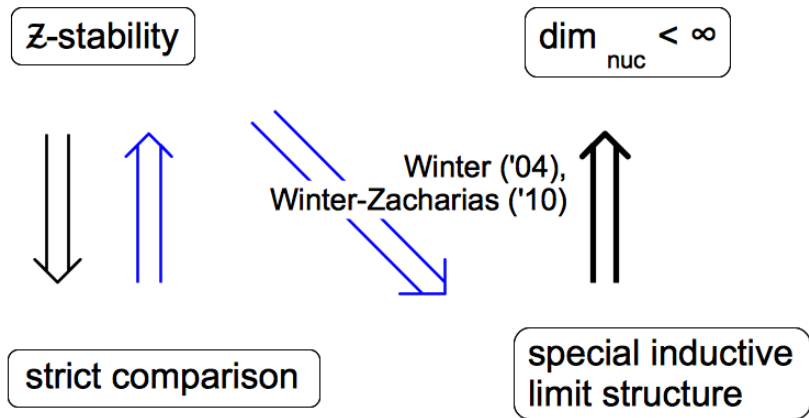 Ƶ-stability
dim nuc < ∞
Winter ('04),
Winter-Zacharias ('10)
strict comparison
special inductive
limit structure